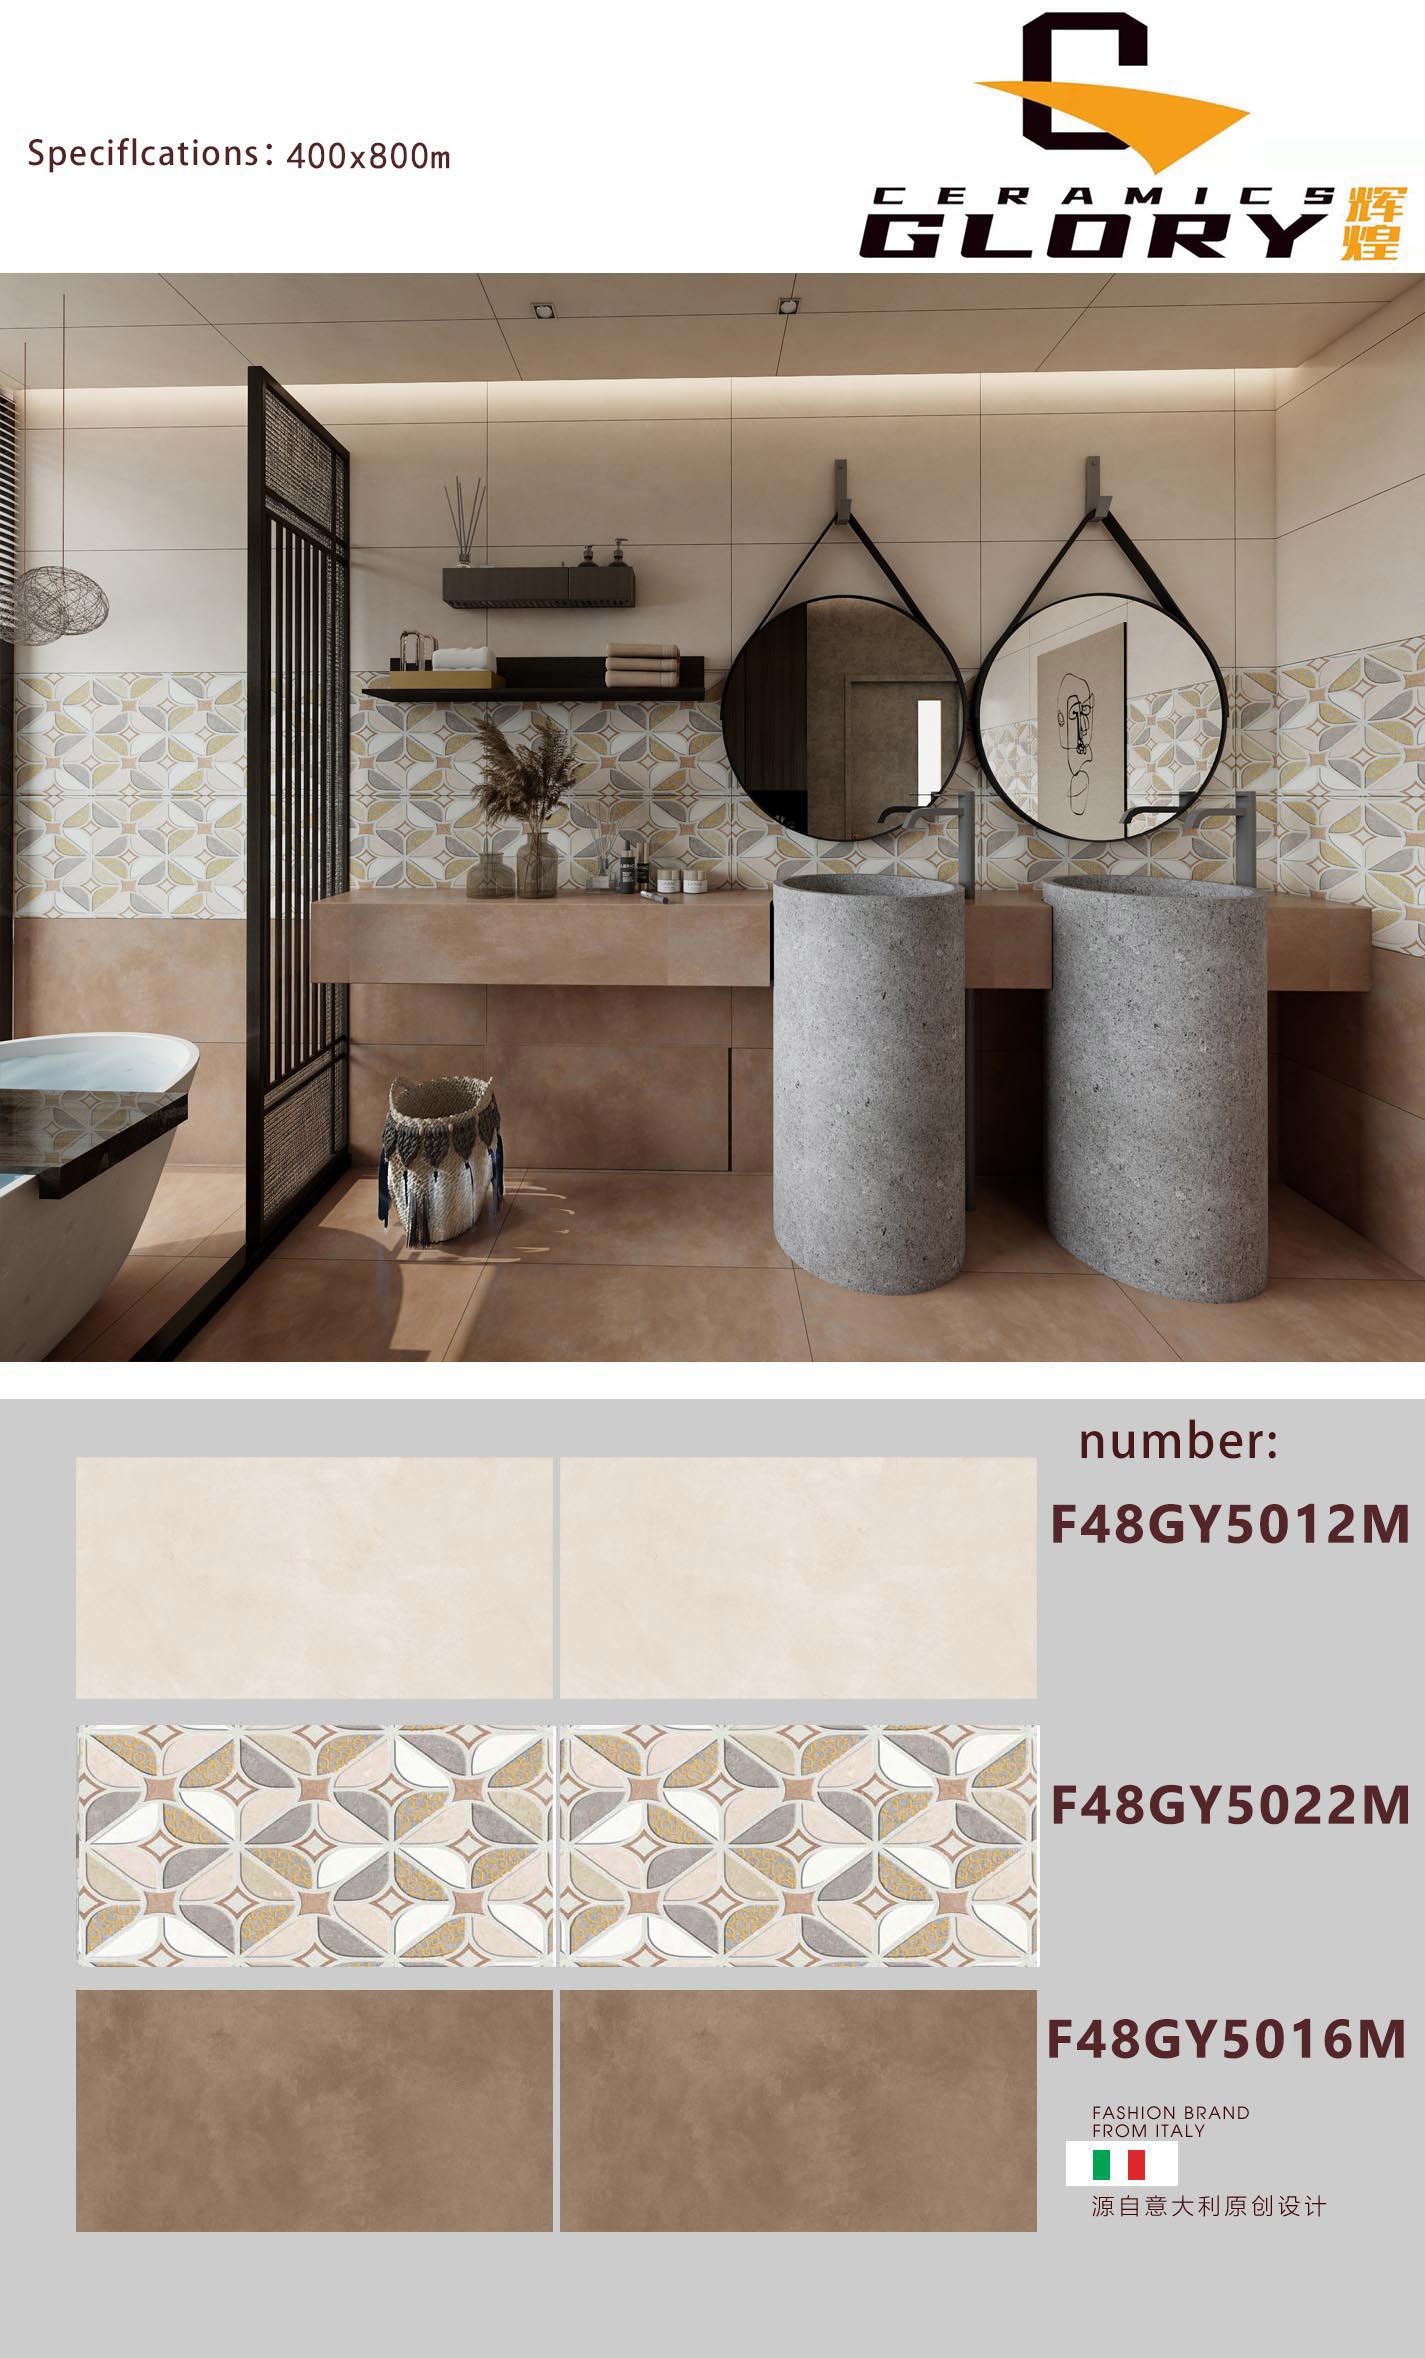 Speciflcations: 400x800m
C
CERAMICS
GLORY 辉煌
number:
F48GY5012M
F48GY5022M
F48GY5016M
FASHION BRAND
FROM ITALY
源自意大利原创设计